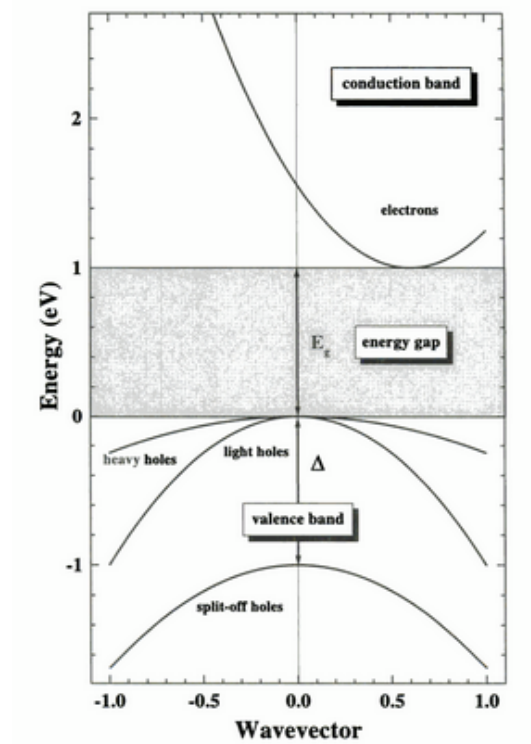 conduction band
2
electrons
1
Energy (eV)
E_g
energy gap
0
heavy holes
light holes
Δ
valence band
-1
split-off holes
-1.0
-0.5
0.0
0.5
1.0
Wavevector